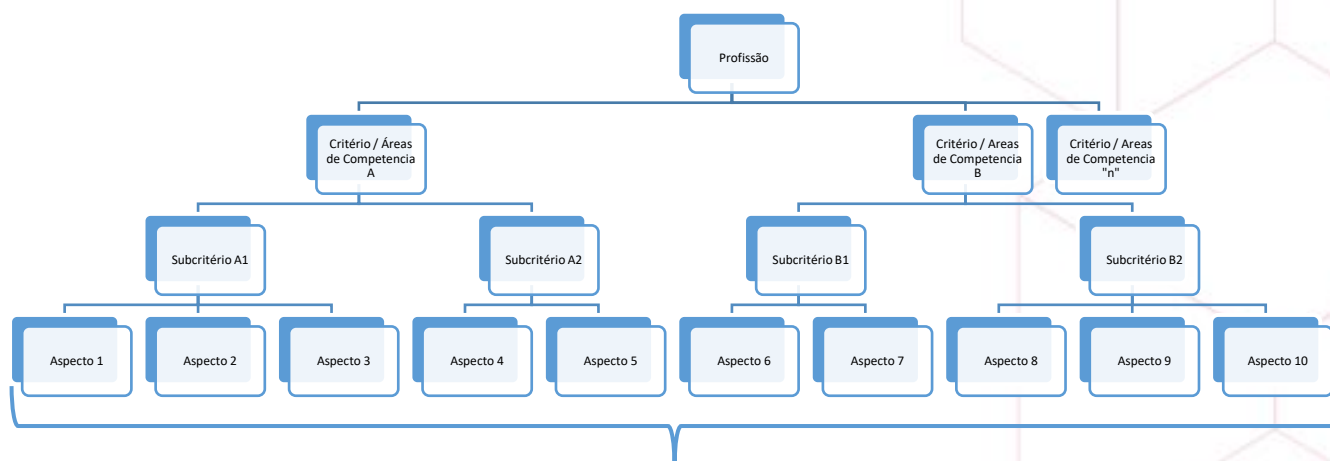 Profissão
Critério / Áreas
de Competencia
A
Critério / Areas
de Competencia
B
Critério / Areas
de Competencia
"n"
Subcritério A1
Subcritério A2
Subcritério B1
Subcritério B2
Aspecto 1
Aspecto 2
Aspecto 3
Aspecto 4
Aspecto 5
Aspecto 6
Aspecto 7
Aspecto 8
Aspecto 9
Aspecto 10